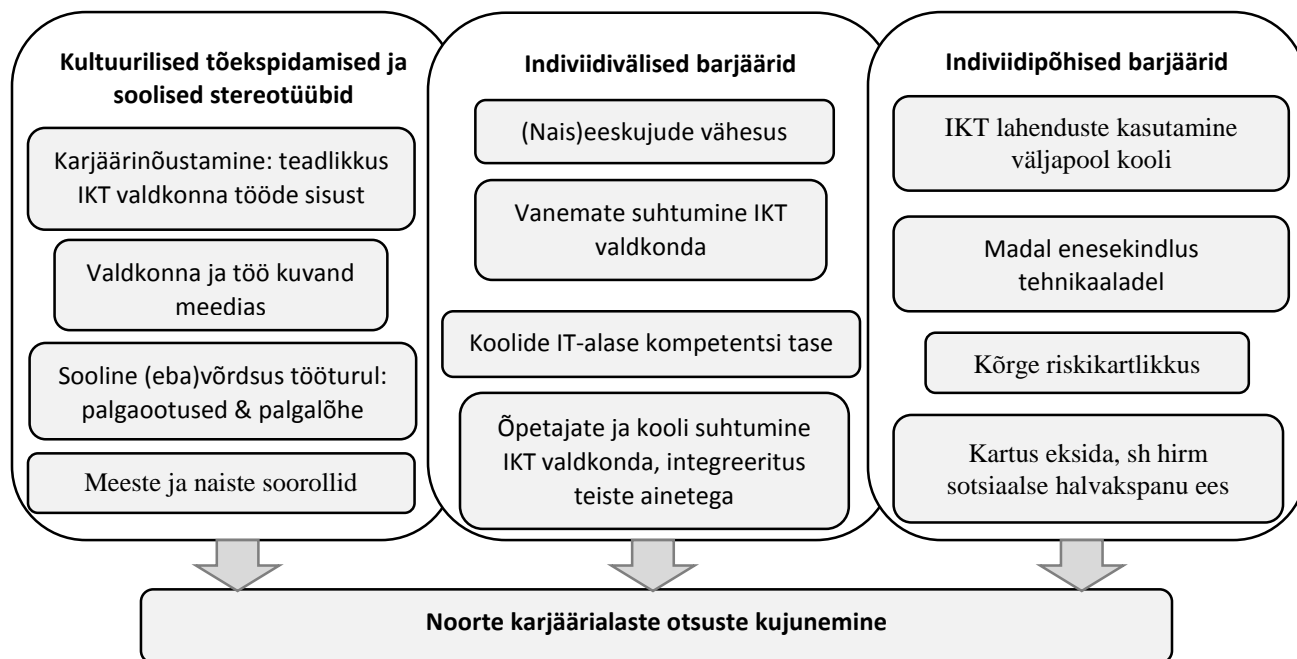 Kultuurilised tõekspidamised ja
soolised stereotüübid
Karjäärinõustamine: teadlikkus
IKT valdkonna tööde sisust
Valdkonna ja töö kuvand
meedias
Sooline (eba)võrdsus tööturul:
palgaootused & palgalõhe
Meeste ja naiste soorollid
Indiviidivälised barjäärid
(Nais)eeskujude vähesus
Vanemate suhtumine IKT
valdkonda
Koolide IT-alase kompetentsi tase
Õpetajate ja kooli suhtumine
IKT valdkonda, integreeritus
teiste ainetega
Indiviidipõhised barjäärid
IKT lahenduste kasutamine
väljapool kooli
Madal enesekindlus
tehnikaaladel
Kõrge riskikartlikkus
Kartus eksida, sh hirm
sotsiaalse halvakspanu ees
Noorte karjäärialaste otsuste kujunemine